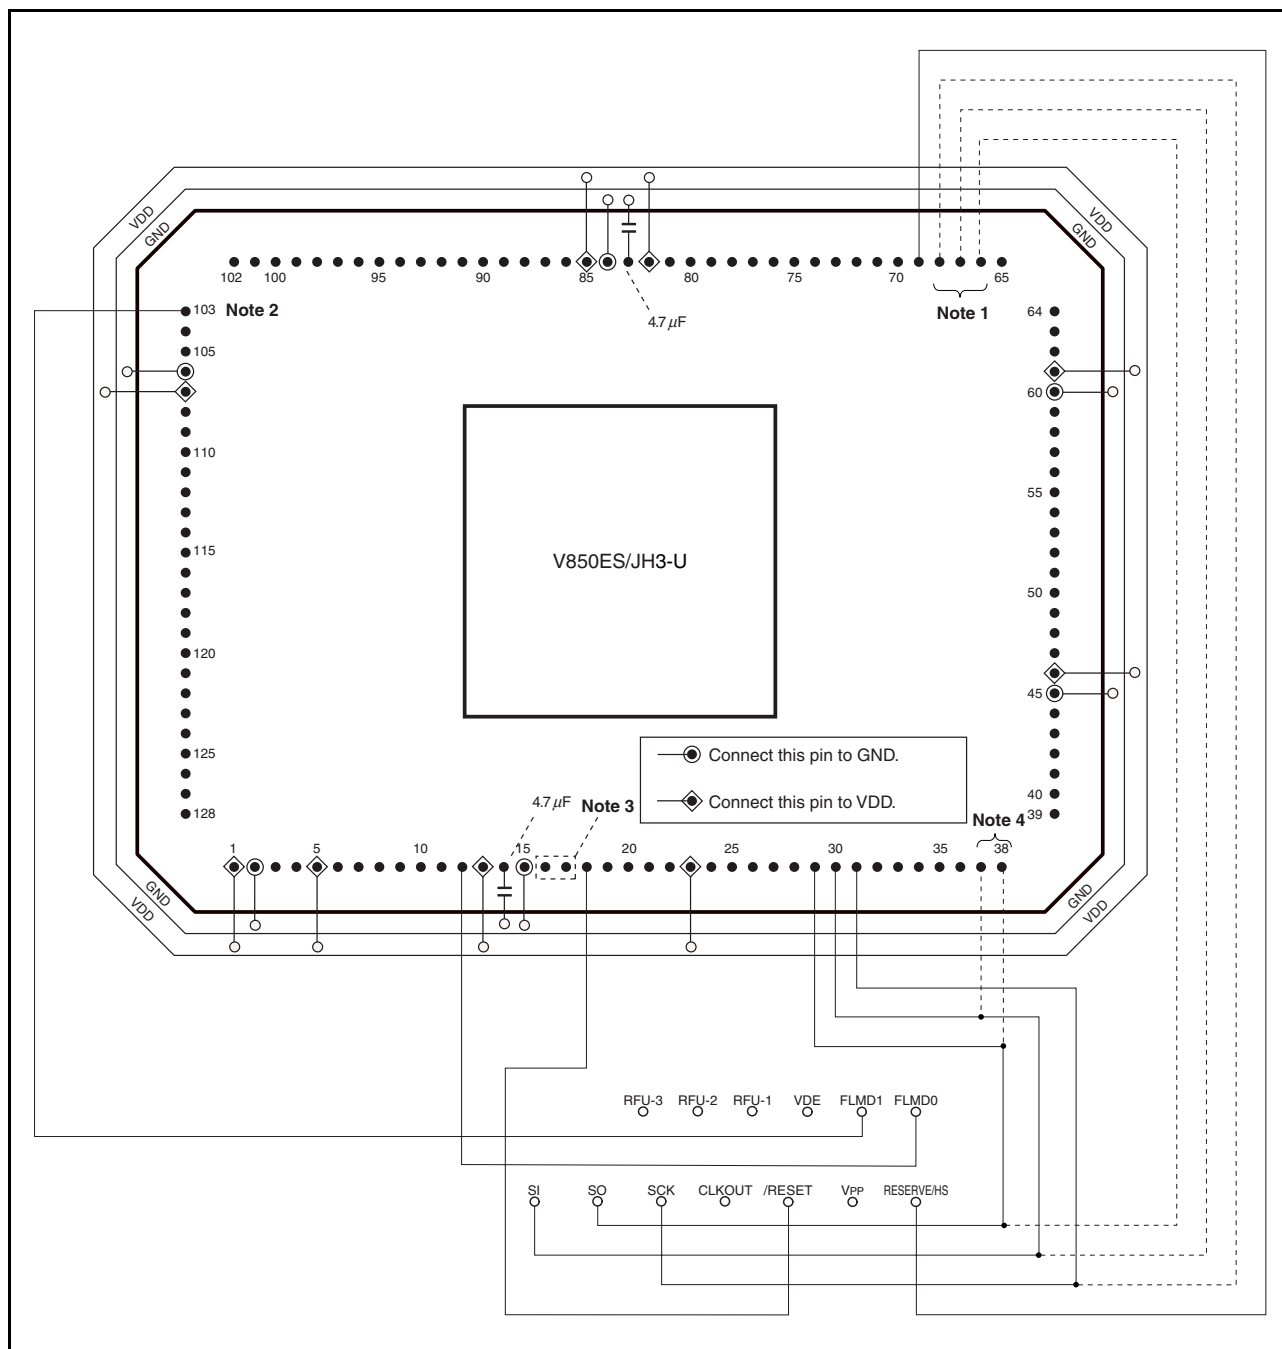 VDD
GND
VDD
GND
102 100 95 90 85 80 75 70 65
4.7 μF
Note 1
103 Note 2
64
105
60
110
55
115
V850ES/JH3-U
50
120
45
125
Connect this pin to GND.
Connect this pin to VDD.
40
128
39
4.7 μF Note 3
Note 4
1 5 10 15 20 25 30 35 38
GND
VDD
GND
VDD
RFU-3 RFU-2 RFU-1 VDE FLMD1 FLMD0
SI SO SCK CLKOUT /RESET VPP RESERVE/HS